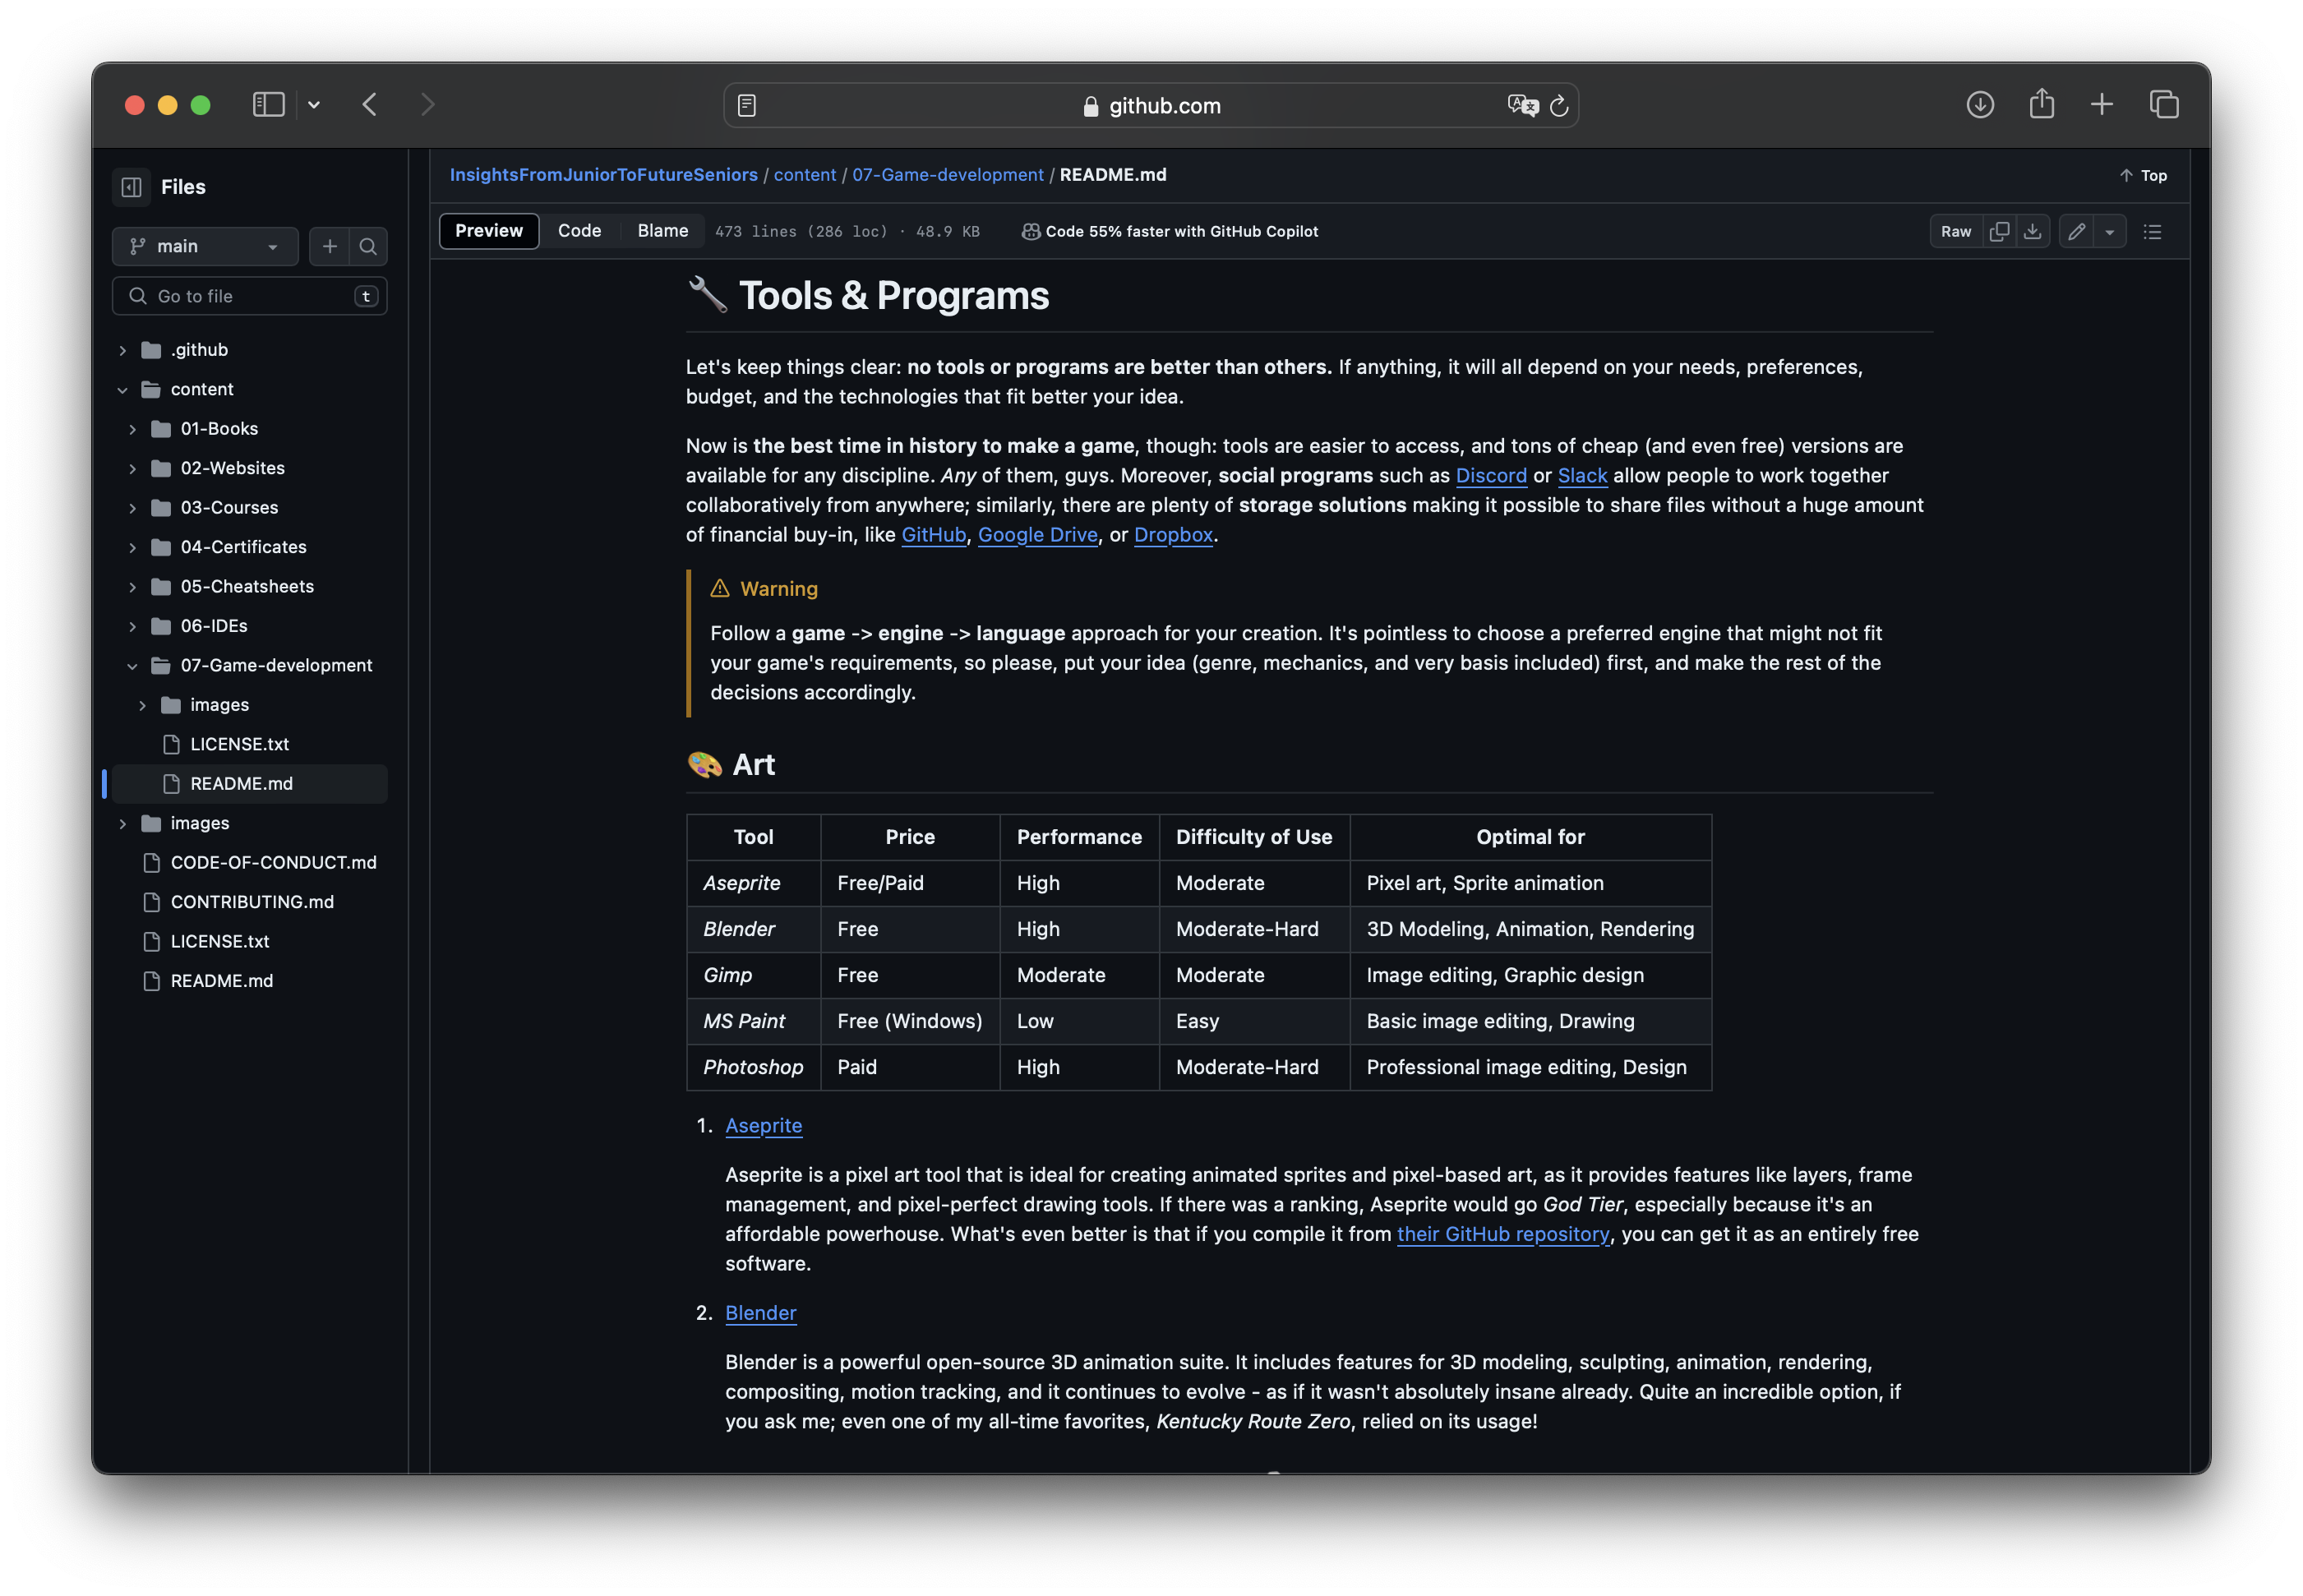 github.com
Files
main
Go to file
t
.github
content
01-Books
02-Websites
03-Courses
04-Certificates
05-Cheatsheets
06-IDEs
07-Game-development
images
LICENSE.txt
README.md
images
CODE-OF-CONDUCT.md
CONTRIBUTING.md
LICENSE.txt
README.md
InsightsFromJuniorToFutureSeniors / content / 07-Game-development / README.md
Top
Preview Code Blame 473 lines (286 loc) · 48.9 KB Code 55% faster with GitHub Copilot Raw
Tools & Programs
Let's keep things clear: no tools or programs are better than others. If anything, it will all depend on your needs, preferences,
budget, and the technologies that fit better your idea.
Now is the best time in history to make a game, though: tools are easier to access, and tons of cheap (and even free) versions are
available for any discipline. Any of them, guys. Moreover, social programs such as Discord or Slack allow people to work together
collaboratively from anywhere; similarly, there are plenty of storage solutions making it possible to share files without a huge amount
of financial buy-in, like GitHub, Google Drive, or Dropbox.
Warning
Follow a game -> engine -> language approach for your creation. It's pointless to choose a preferred engine that might not fit
your game's requirements, so please, put your idea (genre, mechanics, and very basis included) first, and make the rest of the
decisions accordingly.
Art
Tool Price Performance Difficulty of Use Optimal for
Aseprite Free/Paid High Moderate Pixel art, Sprite animation
Blender Free High Moderate-Hard 3D Modeling, Animation, Rendering
Gimp Free Moderate Moderate Image editing, Graphic design
MS Paint Free (Windows) Low Easy Basic image editing, Drawing
Photoshop Paid High Moderate-Hard Professional image editing, Design
1. Aseprite
Aseprite is a pixel art tool that is ideal for creating animated sprites and pixel-based art, as it provides features like layers, frame
management, and pixel-perfect drawing tools. If there was a ranking, Aseprite would go God Tier, especially because it's an
affordable powerhouse. What's even better is that if you compile it from their GitHub repository, you can get it as an entirely free
software.
2. Blender
Blender is a powerful open-source 3D animation suite. It includes features for 3D modeling, sculpting, animation, rendering,
compositing, motion tracking, and it continues to evolve - as if it wasn't absolutely insane already. Quite an incredible option, if
you ask me; even one of my all-time favorites, Kentucky Route Zero, relied on its usage!